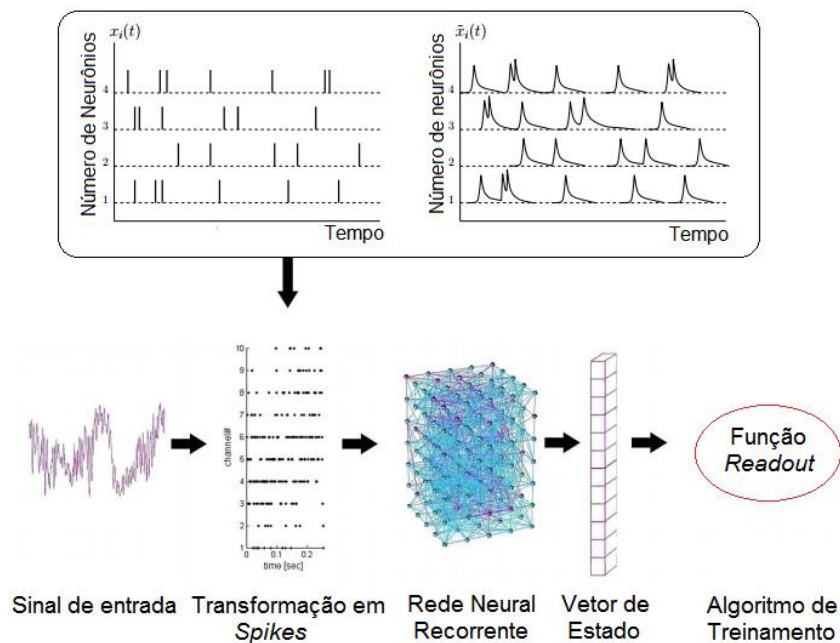 x_i(t)
x̃_i(t)
Número de Neurônios
4
3
2
1
Tempo
Número de neurônios
4
3
2
1
Tempo
10
9
8
7
6
5
4
3
2
1
channel#
0
0.1
0.2
time [sec]
Função
Readout
Sinal de entrada
Transformação em
Spikes
Rede Neural
Recorrente
Vetor de
Estado
Algoritmo de
Treinamento